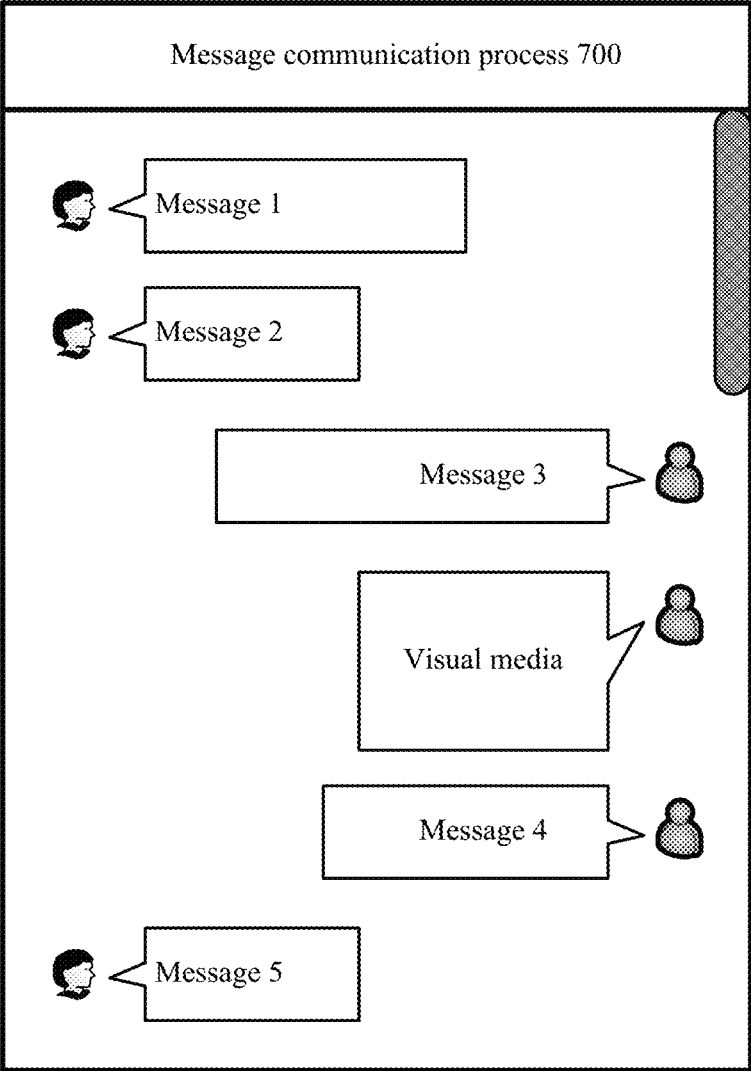 Message communication process 700
Message 1
Message 2
Message 3
Visual media
Message 4
Message 5